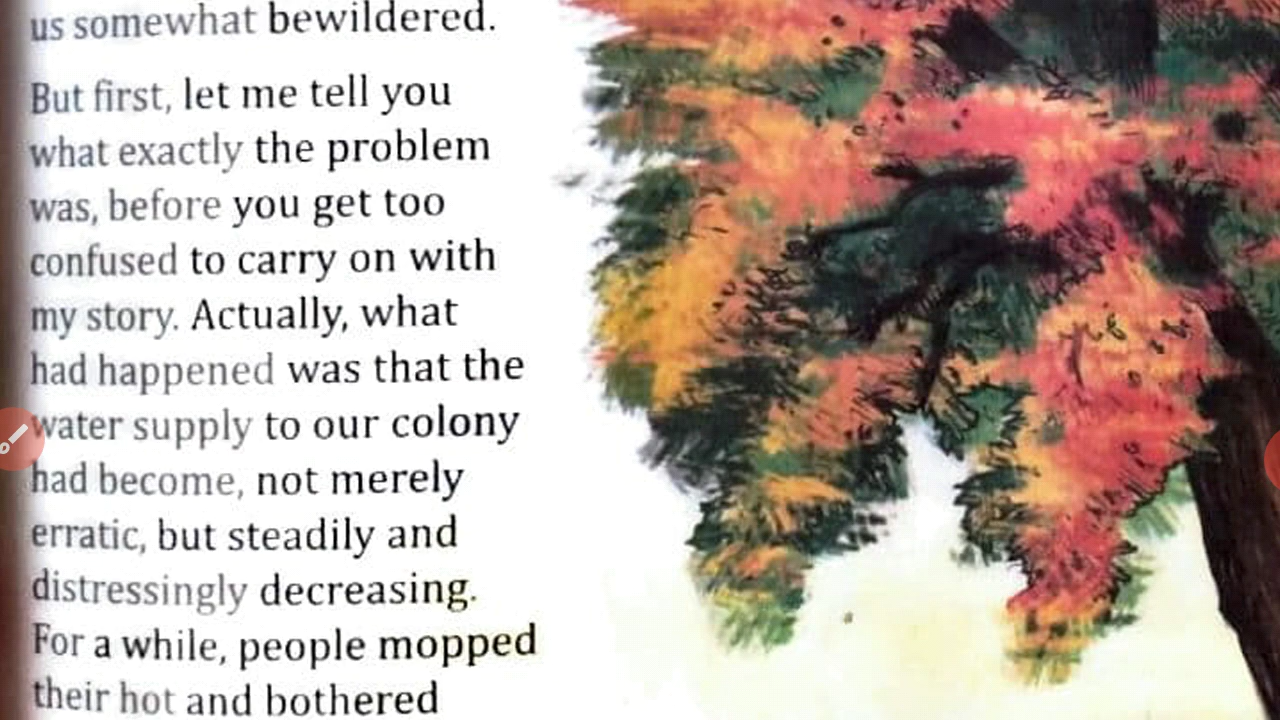 us somewhat bewildered.
But first, let me tell you
what exactly the problem
was, before you get too
confused to carry on with
my story. Actually, what
had happened was that the
water supply to our colony
had become, not merely
erratic, but steadily and
distressingly decreasing.
For a while, people mopped
their hot and bothered